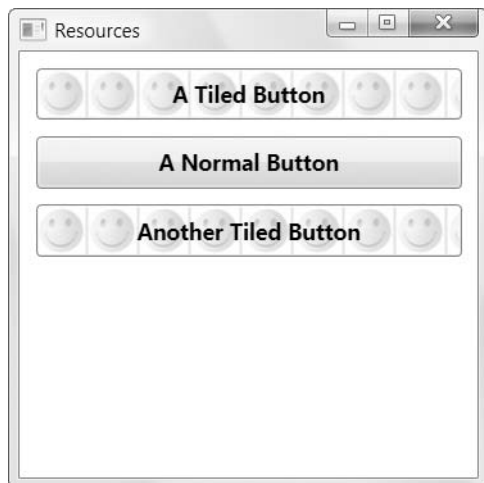 Resources
A Tiled Button
A Normal Button
Another Tiled Button